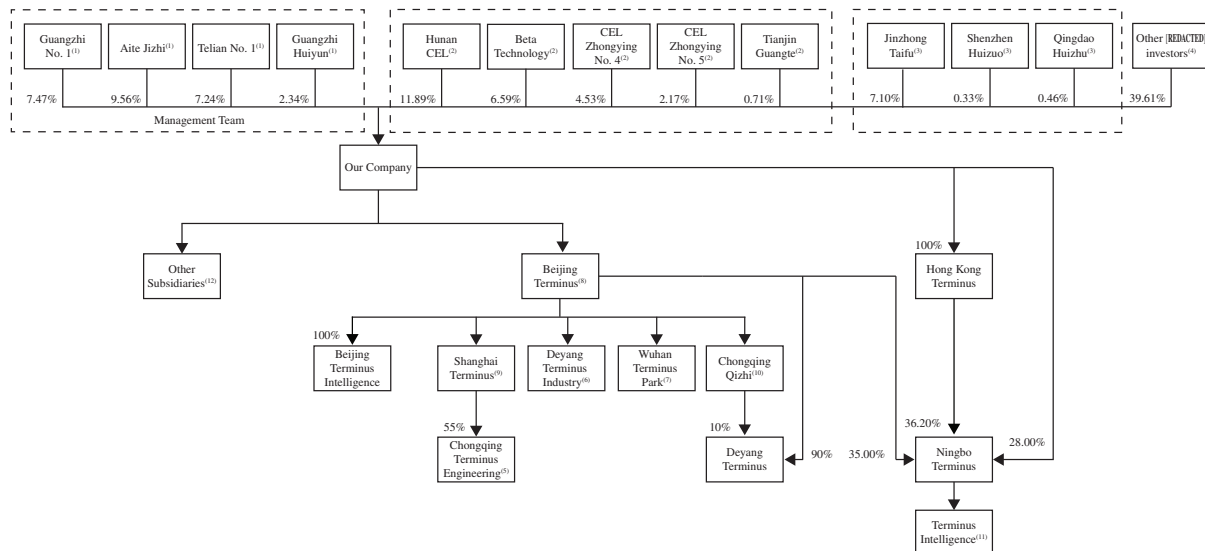 Guangzhi
No. 1(1)
Aite Jizhi(1)
Telian No. 1(1)
Guangzhi
Huiyun(1)
Hunan
CEL(2)
Beta
Technology(2)
CEL
Zhongying
No. 4(2)
CEL
Zhongying
No. 5(2)
Tianjin
Guangte(2)
Jinzhong
Taifu(3)
Shenzhen
Huizuo(3)
Qingdao
Huizhu(3)
Other [REDACTED]
investors(4)
7.47%
9.56%
7.24%
2.34%
11.89%
6.59%
4.53%
2.17%
0.71%
7.10%
0.33%
0.46%
39.61%
Management Team
Our Company
100%
Other
Subsidiaries(12)
Beijing
Terminus(8)
Hong Kong
Terminus
100%
Beijing
Terminus
Intelligence
Shanghai
Terminus(9)
Deyang
Terminus
Industry(6)
Wuhan
Terminus
Park(7)
Chongqing
Qizhi(10)
55%
10%
36.20%
Chongqing
Terminus
Engineering(5)
Deyang
Terminus
90%
35.00%
Ningbo
Terminus
28.00%
Terminus
Intelligence(11)